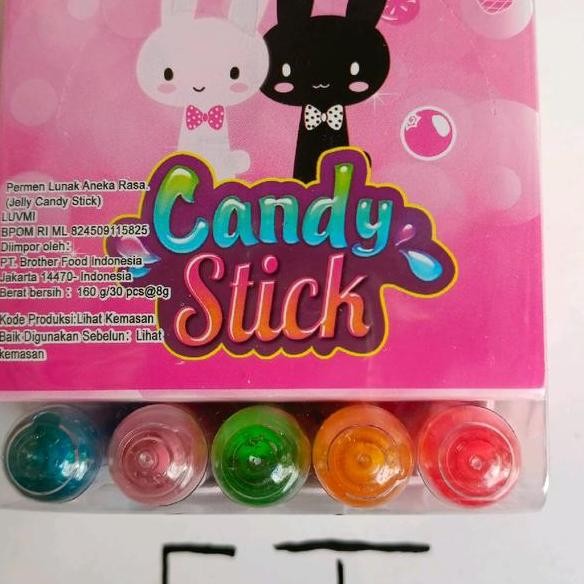 Permen Lunak Aneka Rasa.
(Jelly Candy Stick)
LUVMI
BPOM RI ML 824509115825
Diimpor oleh:
PT. Brother Food Indonesia
Jakarta 14470- Indonesia
Berat bersih : 160 g/30 pcs@8g
Kode Produksi:Lihat Kemasan
Baik Digunakan Sebelun: Lihat
kemasan
Candy
Stick